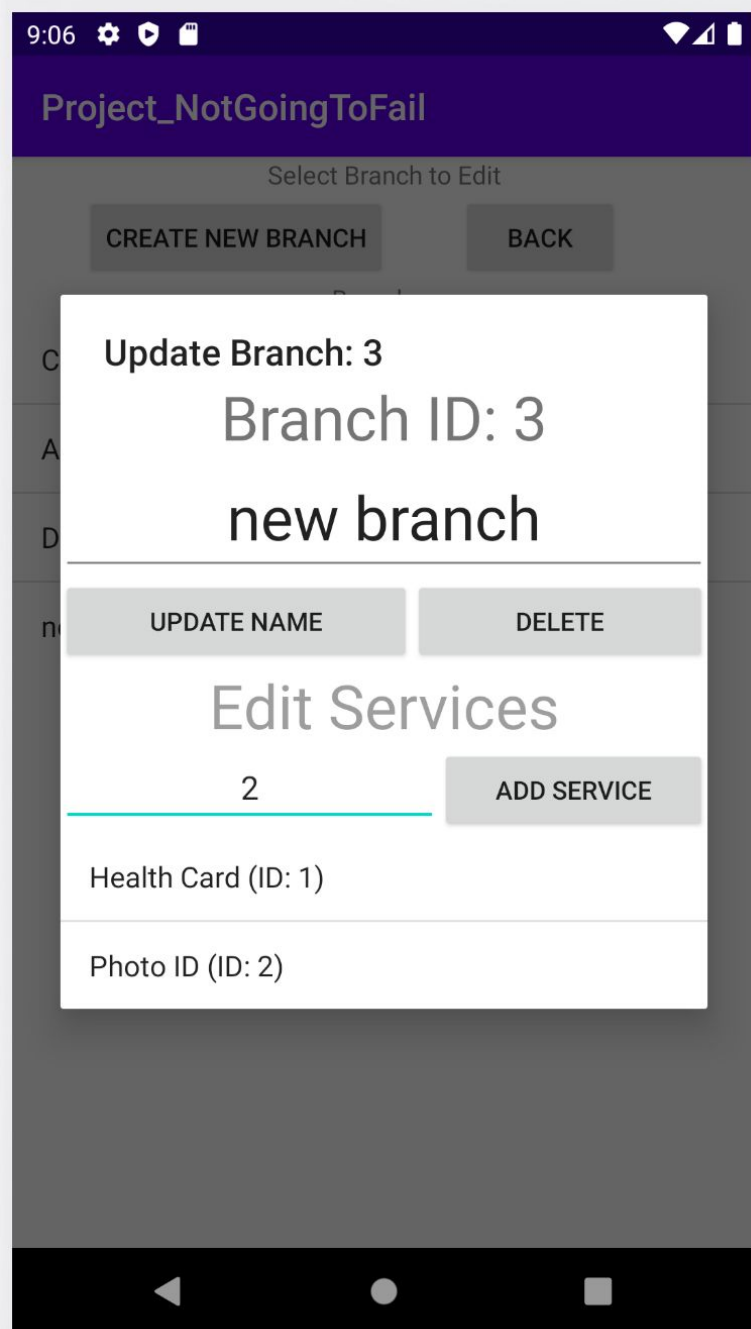 9:06
Project_NotGoingToFail
Select Branch to Edit
CREATE NEW BRANCH BACK
Update Branch: 3
Branch ID: 3
new branch
UPDATE NAME DELETE
Edit Services
2 ADD SERVICE
Health Card (ID: 1)
Photo ID (ID: 2)